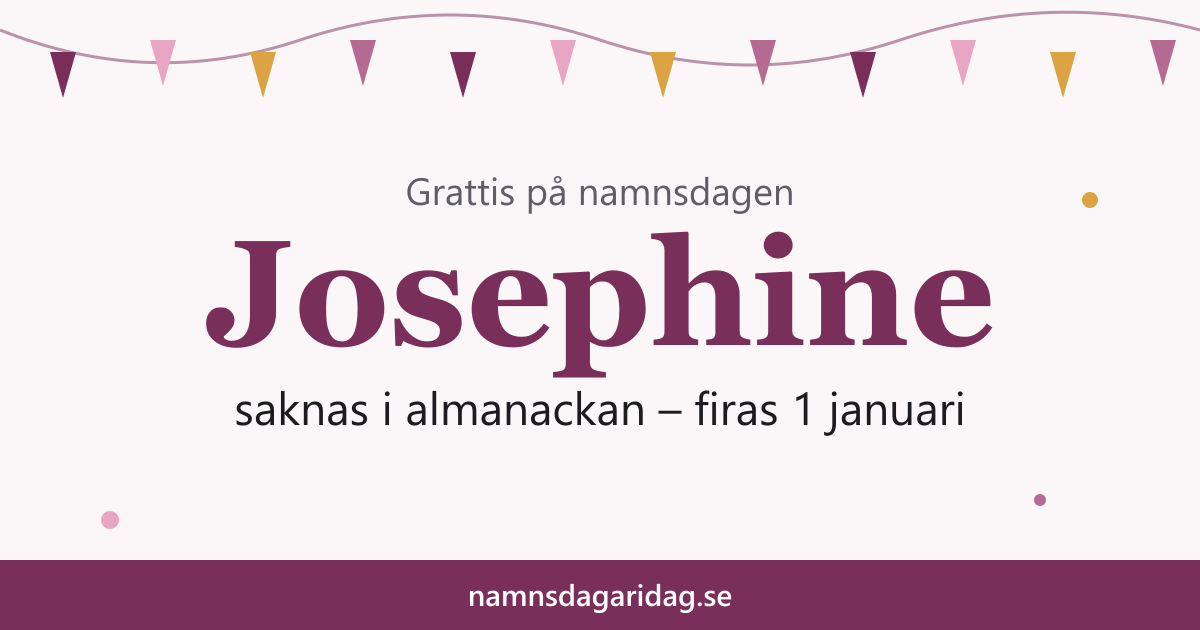 Grattis på namnsdagen
Josephine
saknas i almanackan – firas 1 januari
namnsdagaridag.se